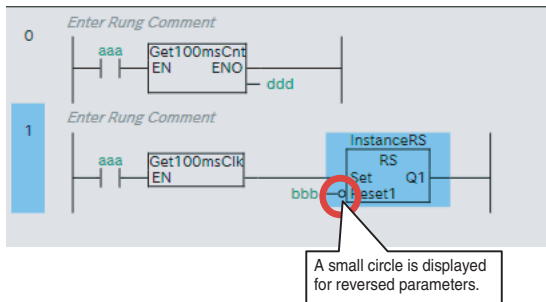 Enter Rung Comment
0
aaa
Get100msCnt
EN ENO
ddd
Enter Rung Comment
1
InstanceRS
aaa
Get100msClk
RS
EN
Set Q1
bbb
Reset1
A small circle is displayed
for reversed parameters.